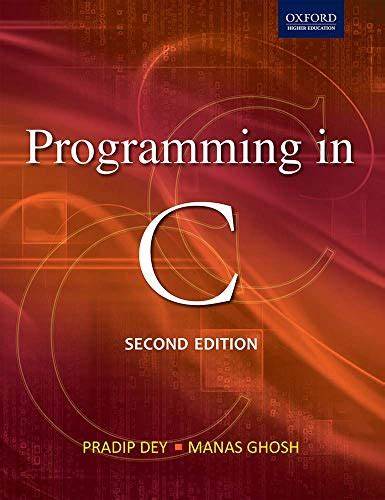 OXFORD
HIGHER EDUCATION
Programming in
C
SECOND EDITION
PRADIP DEY ▪ MANAS GHOSH